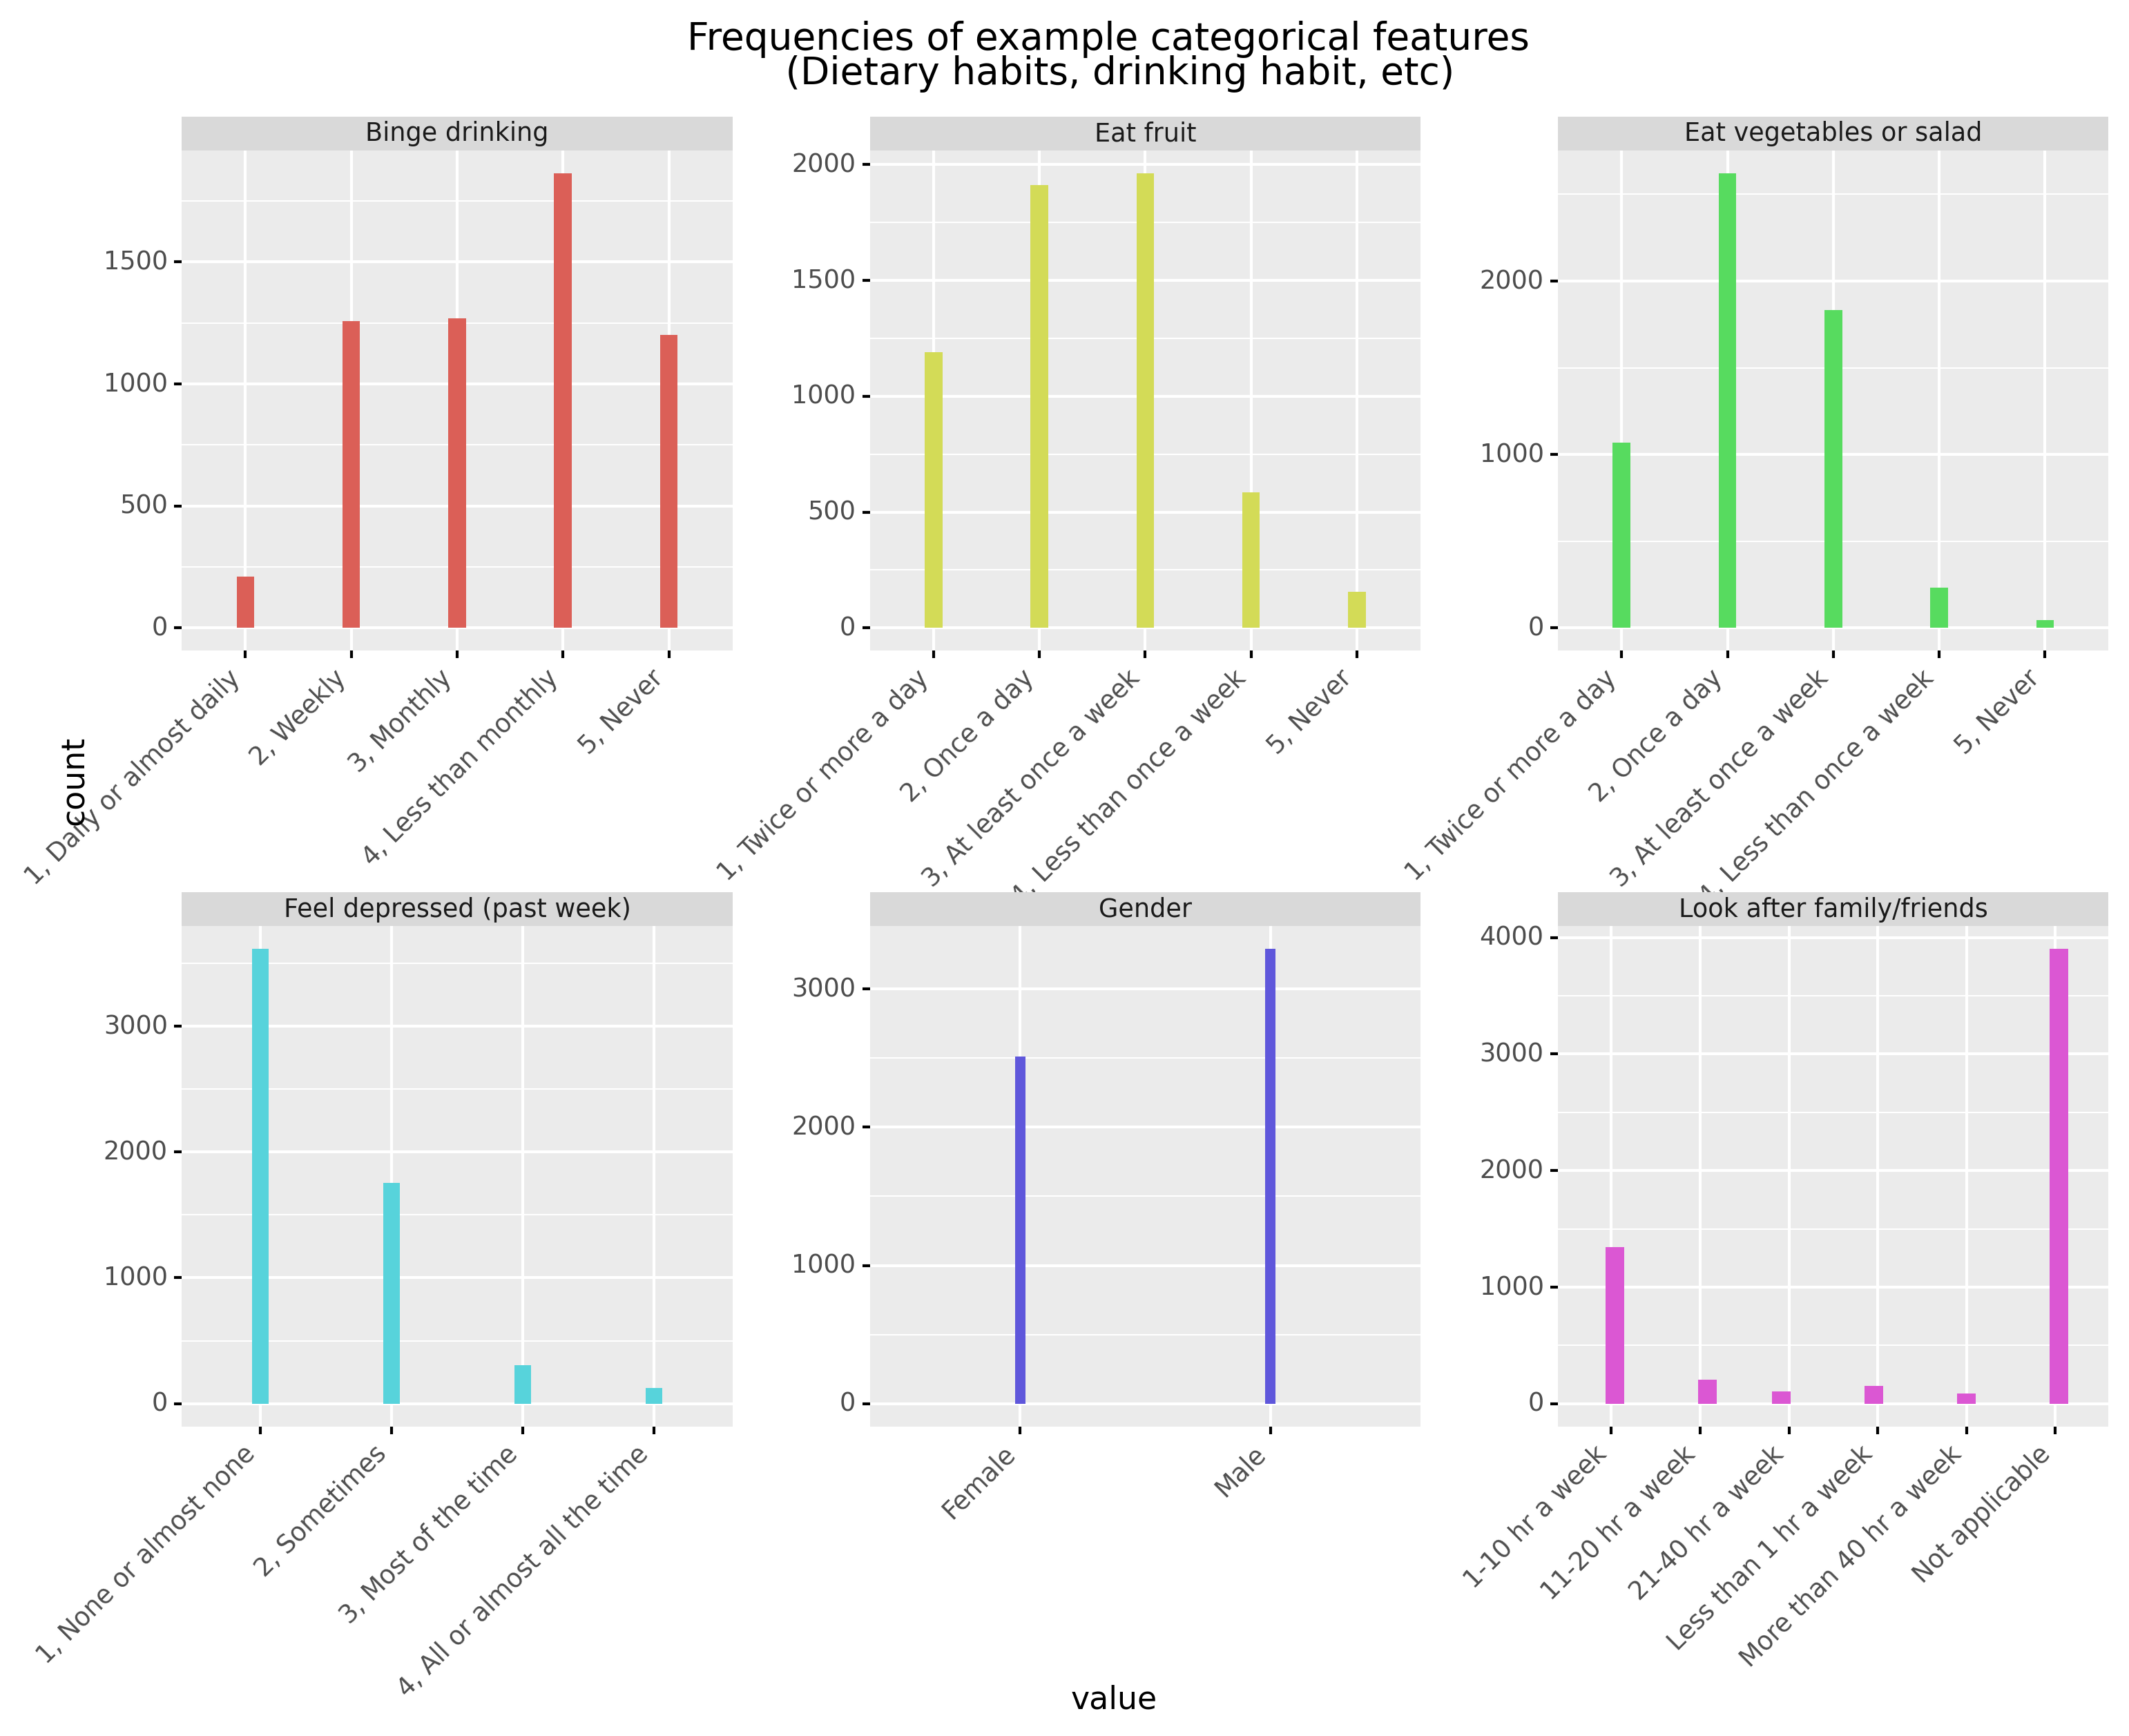 Frequencies of example categorical features
(Dietary habits, drinking habit, etc)
Binge drinking
1500
1000
500
0
1, Daily or almost daily
2, Weekly
3, Monthly
4, Less than monthly
5, Never
Eat fruit
2000
1500
1000
500
0
1, Twice or more a day
2, Once a day
3, At least once a week
4, Less than once a week
5, Never
Eat vegetables or salad
2000
1000
0
1, Twice or more a day
2, Once a day
3, At least once a week
4, Less than once a week
5, Never
count
Feel depressed (past week)
3000
2000
1000
0
1, None or almost none
2, Sometimes
3, Most of the time
4, All or almost all the time
Gender
3000
2000
1000
0
Female
Male
Look after family/friends
4000
3000
2000
1000
0
1-10 hr a week
11-20 hr a week
21-40 hr a week
Less than 1 hr a week
More than 40 hr a week
Not applicable
value